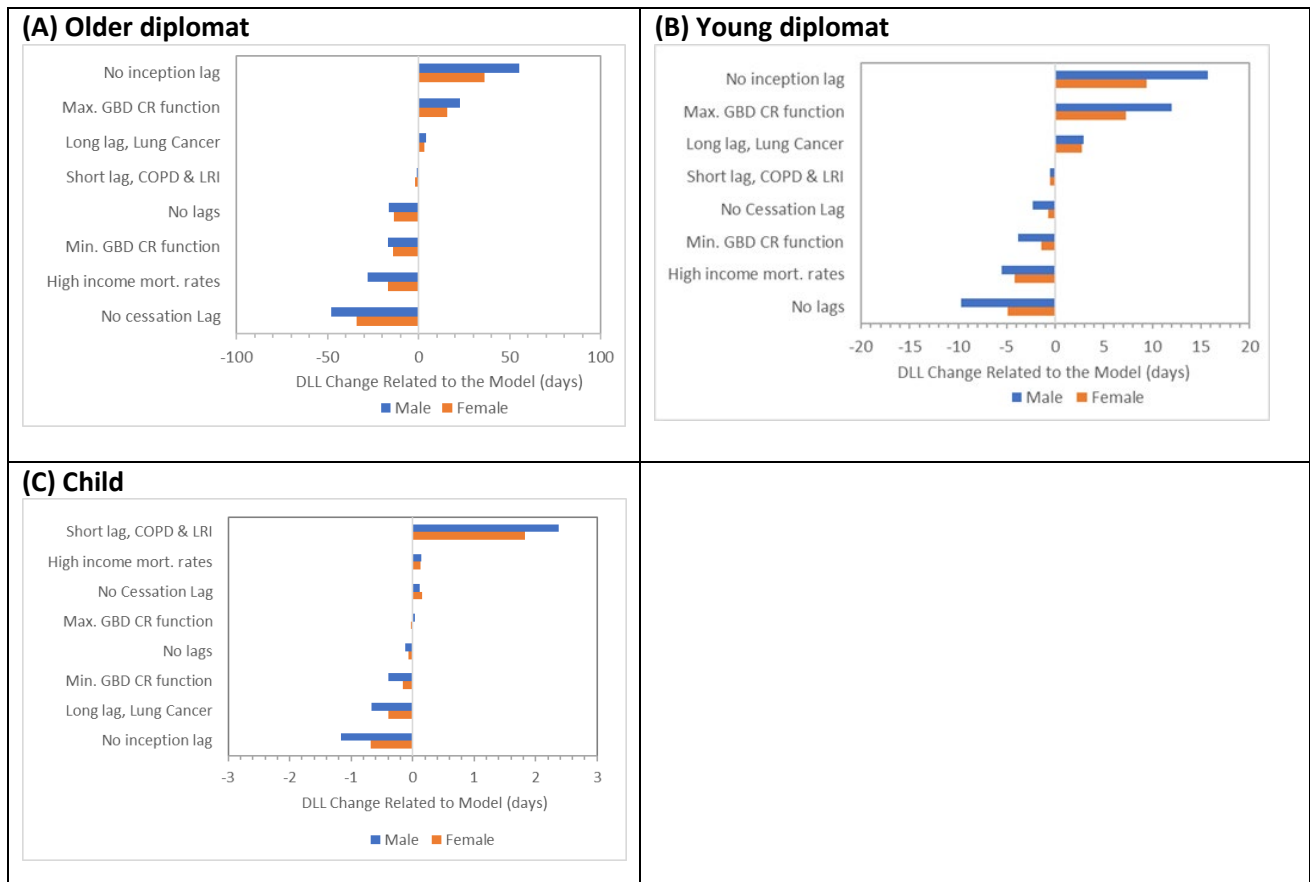 (A) Older diplomat
No inception lag
Max. GBD CR function
Long lag, Lung Cancer
Short lag, COPD & LRI
No lags
Min. GBD CR function
High income mort. rates
No cessation Lag
-100 -50 0 50 100
DLL Change Related to the Model (days)
Male Female
(B) Young diplomat
No inception lag
Max. GBD CR function
Long lag, Lung Cancer
Short lag, COPD & LRI
No Cessation Lag
Min. GBD CR function
High income mort. rates
No lags
-20 -15 -10 -5 0 5 10 15 20
DLL Change Related to the Model (days)
Male Female
(C) Child
Short lag, COPD & LRI
High income mort. rates
No Cessation Lag
Max. GBD CR function
No lags
Min. GBD CR function
Long lag, Lung Cancer
No inception lag
-3 -2 -1 0 1 2 3
DLL Change Related to Model (days)
Male Female